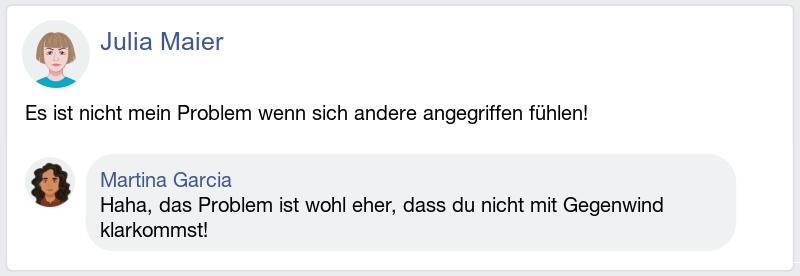 Julia Maier
Es ist nicht mein Problem wenn sich andere angegriffen fühlen!
Martina Garcia
Haha, das Problem ist wohl eher, dass du nicht mit Gegenwind
klarkommst!